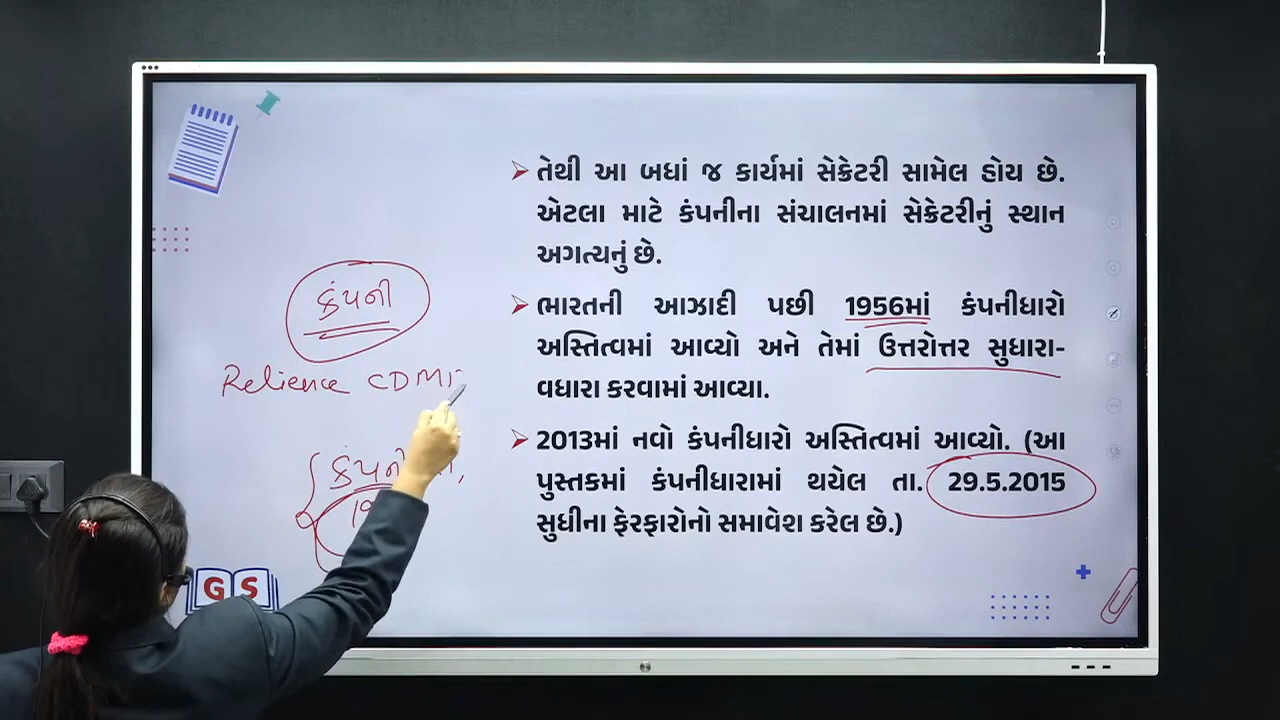 તેથી આ બધાં જ કાર્યમાં સેક્રેટરી સામેલ હોય છે.
એટલા માટે કંપનીના સંચાલનમાં સેક્રેટરીનું સ્થાન
અગત્યનું છે.
ભારતની આઝાદી પછી 1956માં કંપનીધારો
અસ્તિત્વમાં આવ્યો અને તેમાં ઉત્તરોત્તર સુધારા-
વધારા કરવામાં આવ્યા.
2013માં નવો કંપનીધારો અસ્તિત્વમાં આવ્યો. (આ
પુસ્તકમાં કંપનીધારામાં થયેલ તા. 29.5.2015
સુધીના ફેરફારોનો સમાવેશ કરેલ છે.)
કંપની
Relience CDM
GS